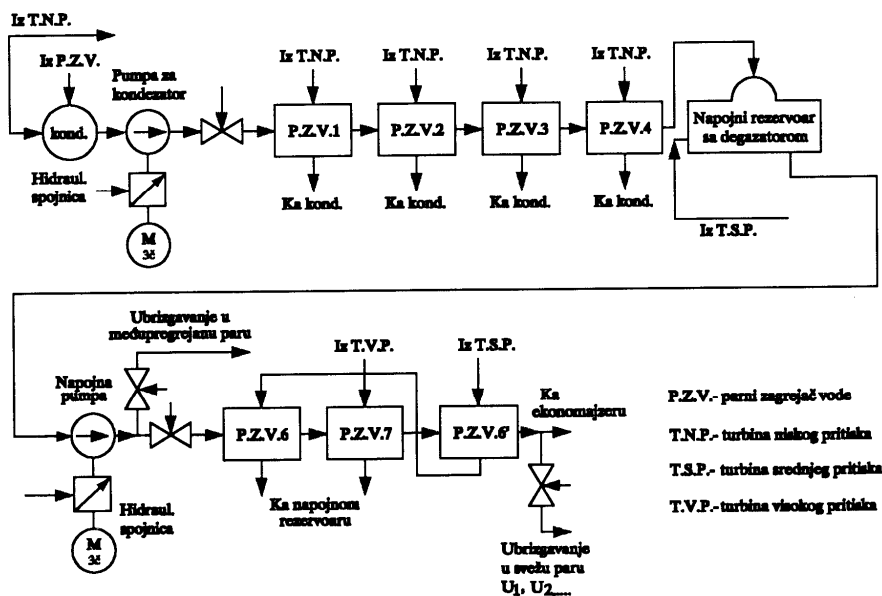 Iz T.N.P.
Iz P.Z.V.
Pumpa za
kondezator
Iz T.N.P.
Iz T.N.P.
Iz T.N.P.
Iz T.N.P.
kond.
P.Z.V.1
P.Z.V.2
P.Z.V.3
P.Z.V.4
Napojni rezervoar
sa degazatorom
Hidraul.
spojnica
Ka kond.
Ka kond.
Ka kond.
Ka kond.
M
3č
Iz T.S.P.
Ubrizgavanje u
međupregrejanu paru
Iz T.V.P.
Iz T.S.P.
Napojna
pumpa
Ka
ekonomajzeru
P.Z.V.6
P.Z.V.7
P.Z.V.6'
P.Z.V.- parni zagrejač vode
T.N.P.- turbina niskog pritiska
T.S.P.- turbina srednjeg pritiska
T.V.P.- turbina visokog pritiska
Ka napojnom
rezervoaru
Hidraul.
spojnica
M
3č
Ubrizgavanje
u svežu paru
U1, U2,....